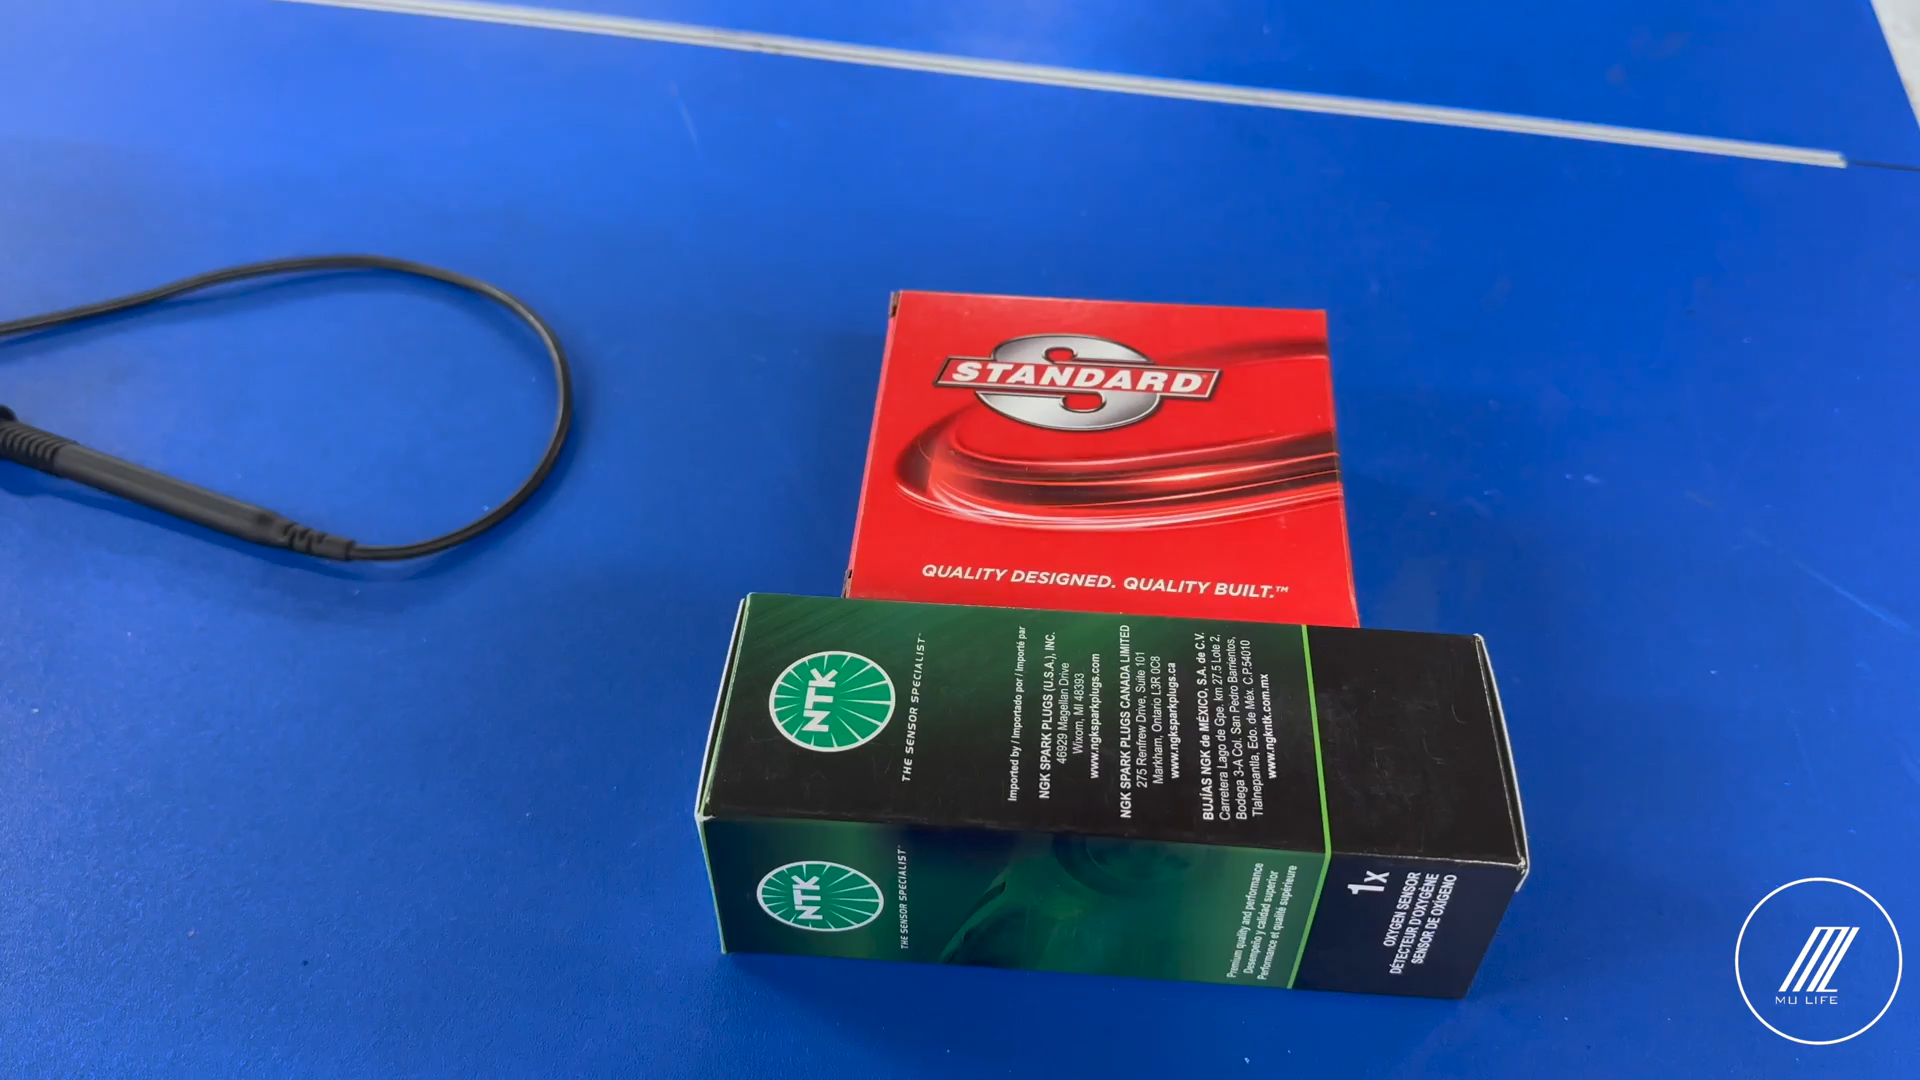 STANDARD
QUALITY DESIGNED. QUALITY BUILT.™
NTK
THE SENSOR SPECIALIST
Imported by / Importado por / Importé par
NGK SPARK PLUGS (U.S.A.), INC.
46929 Magellan Drive
Wixom, MI 48393
www.ngksparkplugs.com
NGK SPARK PLUGS CANADA LIMITED
275 Renfrew Drive, Suite 101
Markham, Ontario L3R 0C8
www.ngksparkplugs.ca
BUJÍAS NGK de MÉXICO, S.A. de C.V.
Carretera Lago de Gpe. km 27.5 Lote 2,
Bodega 3-A Col. San Pedro Barrientos,
Tlalnepantla, Edo. de Méx. C.P.54010
www.ngkntk.com.mx
NTK
THE SENSOR SPECIALIST
Premium quality and performance
Desempeño y calidad superior
Performance et qualité supérieure
1x
OXYGEN SENSOR
DÉTECTEUR D'OXYGÈNE
SENSOR DE OXÍGENO
MU LIFE